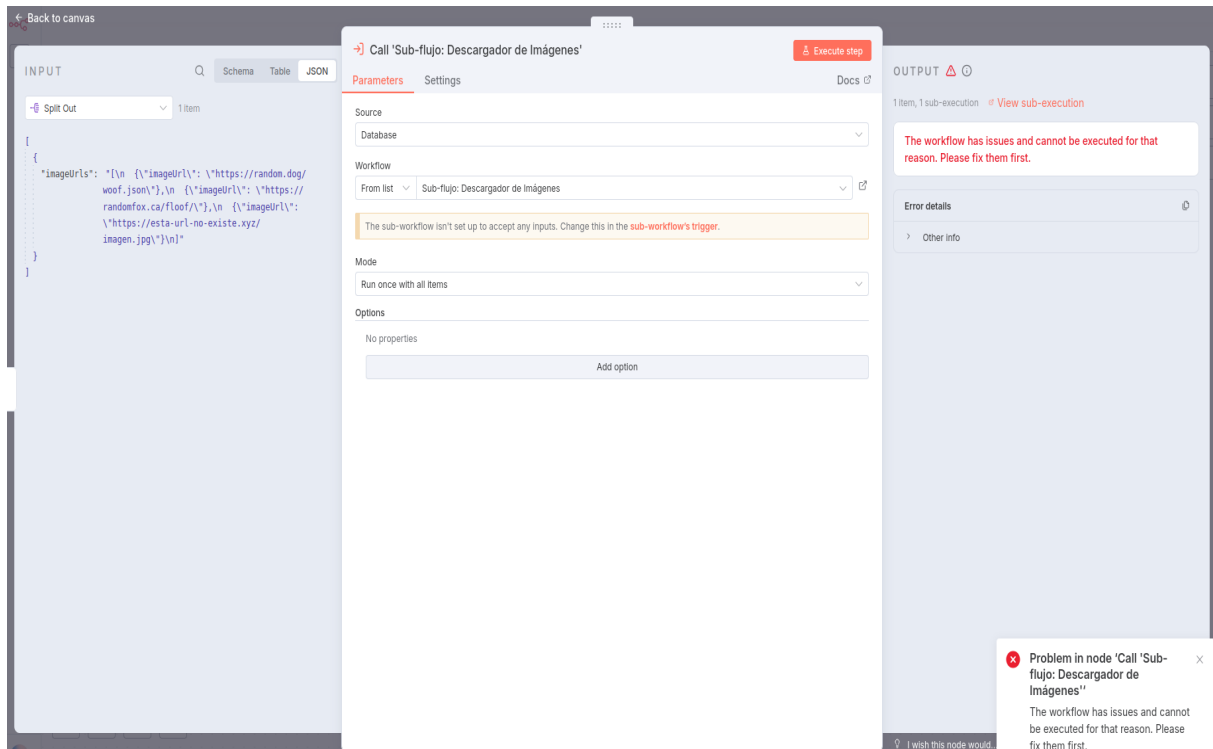 Back to canvas
INPUT
Schema Table JSON
Split Out
1 item
[
{
"imageUrls": "[\n {\"imageUrl\": \"https://random.dog/
woof.json\"},\n {\"imageUrl\": \"https://
randomfox.ca/floof/\"},\n {\"imageUrl\":
\"https://esta-url-no-existe.xyz/
imagen.jpg\"}\n]"
}
]
Call 'Sub-flujo: Descargador de Imágenes'
Execute step
Parameters Settings
Docs
Source
Database
Workflow
From list
Sub-flujo: Descargador de Imágenes
The sub-workflow isn't set up to accept any inputs. Change this in the sub-workflow's trigger.
Mode
Run once with all items
Options
No properties
Add option
OUTPUT
1 item, 1 sub-execution View sub-execution
The workflow has issues and cannot be executed for that
reason. Please fix them first.
Error details
Other info
Problem in node ‘Call 'Sub-
flujo: Descargador de
Imágenes'‘
The workflow has issues and cannot
be executed for that reason. Please
fix them first.
I wish this node would..